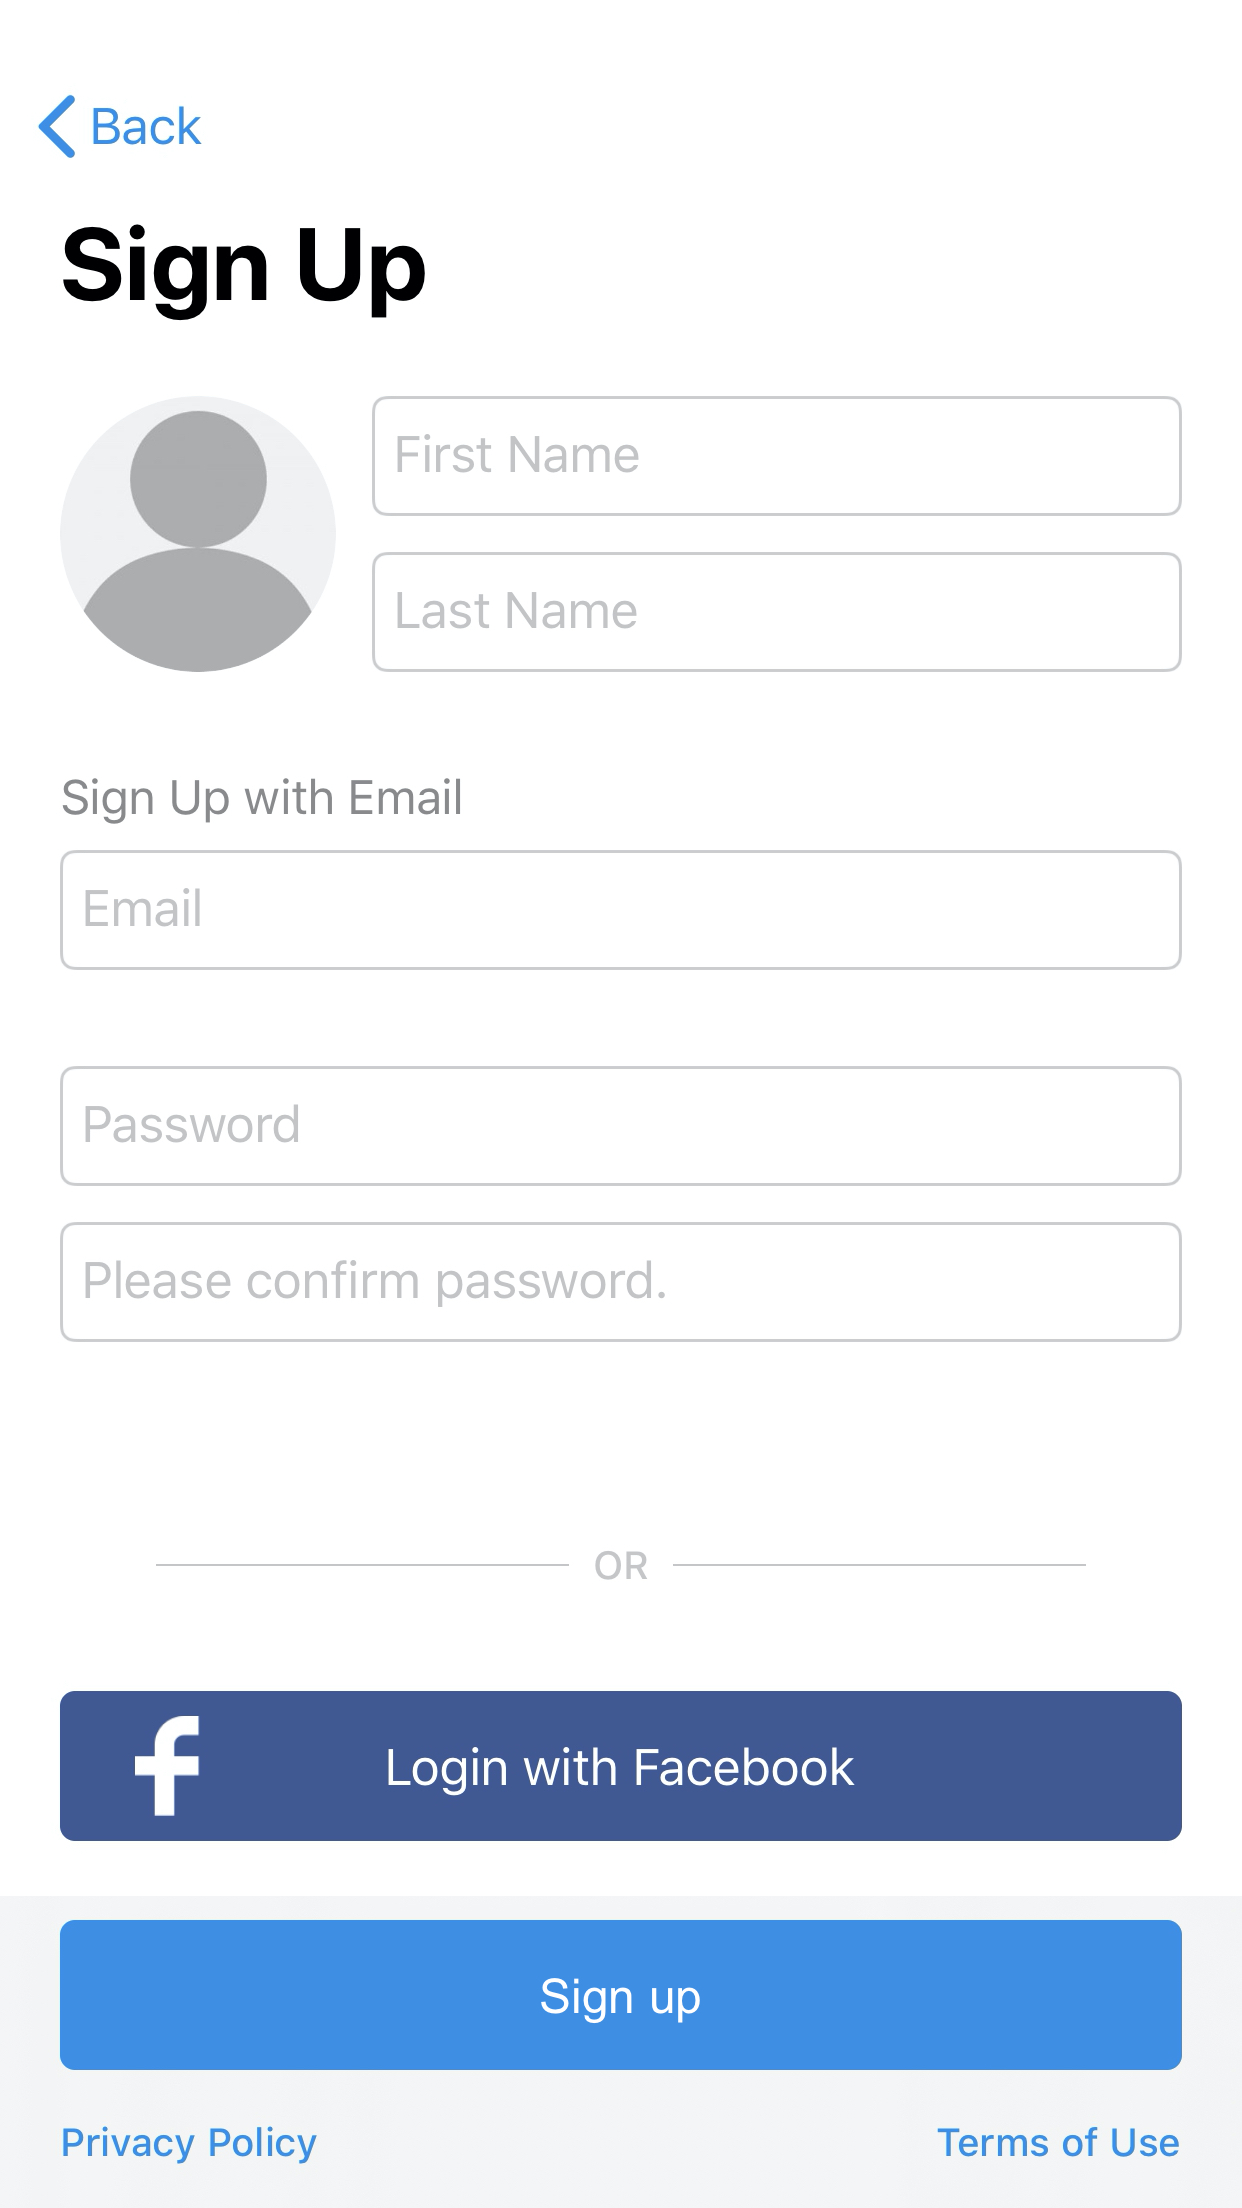 Back
Sign Up
First Name
Last Name
Sign Up with Email
Email
Password
Please confirm password.
OR
Login with Facebook
Sign up
Privacy Policy
Terms of Use